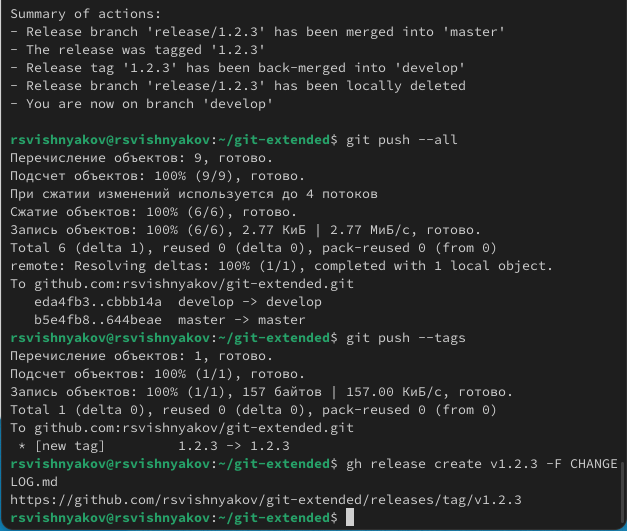 Summary of actions:
- Release branch 'release/1.2.3' has been merged into 'master'
- The release was tagged '1.2.3'
- Release tag '1.2.3' has been back-merged into 'develop'
- Release branch 'release/1.2.3' has been locally deleted
- You are now on branch 'develop'
rsvishnyakov@rsvishnyakov:~/git-extended$ git push --all
Перечисление объектов: 9, готово.
Подсчет объектов: 100% (9/9), готово.
При сжатии изменений используется до 4 потоков
Сжатие объектов: 100% (6/6), готово.
Запись объектов: 100% (6/6), 2.77 КиБ | 2.77 МиБ/с, готово.
Total 6 (delta 1), reused 0 (delta 0), pack-reused 0 (from 0)
remote: Resolving deltas: 100% (1/1), completed with 1 local object.
To github.com:rsvishnyakov/git-extended.git
   eda4fb3..cbbb14a  develop -> develop
   b5e4fb8..644beae  master -> master
rsvishnyakov@rsvishnyakov:~/git-extended$ git push --tags
Перечисление объектов: 1, готово.
Подсчет объектов: 100% (1/1), готово.
Запись объектов: 100% (1/1), 157 байтов | 157.00 КиБ/с, готово.
Total 1 (delta 0), reused 0 (delta 0), pack-reused 0 (from 0)
To github.com:rsvishnyakov/git-extended.git
 * [new tag]         1.2.3 -> 1.2.3
rsvishnyakov@rsvishnyakov:~/git-extended$ gh release create v1.2.3 -F CHANGE
LOG.md
https://github.com/rsvishnyakov/git-extended/releases/tag/v1.2.3
rsvishnyakov@rsvishnyakov:~/git-extended$